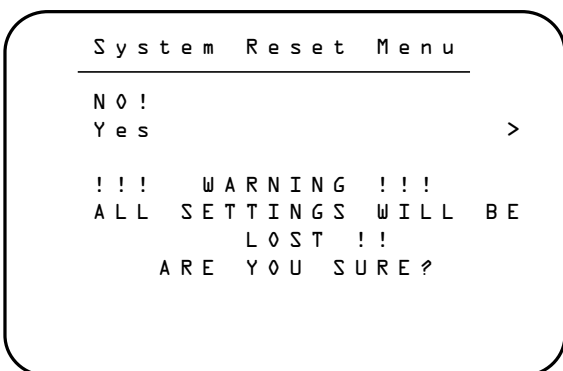 System Reset Menu
NO!
Yes >
!!! WARNING !!!
ALL SETTINGS WILL BE
LOST !!
ARE YOU SURE?